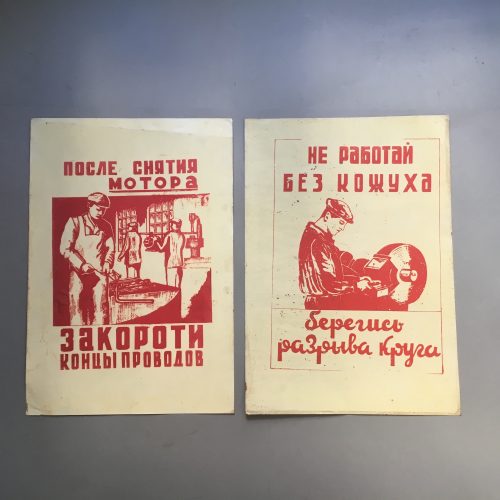 ПОСЛЕ СНЯТИЯ
МОТОРА
ЗАКОРОТИ
КОНЦЫ ПРОВОДОВ
НЕ РАБОТАЙ
БЕЗ КОЖУХА
берегись
разрыва круга